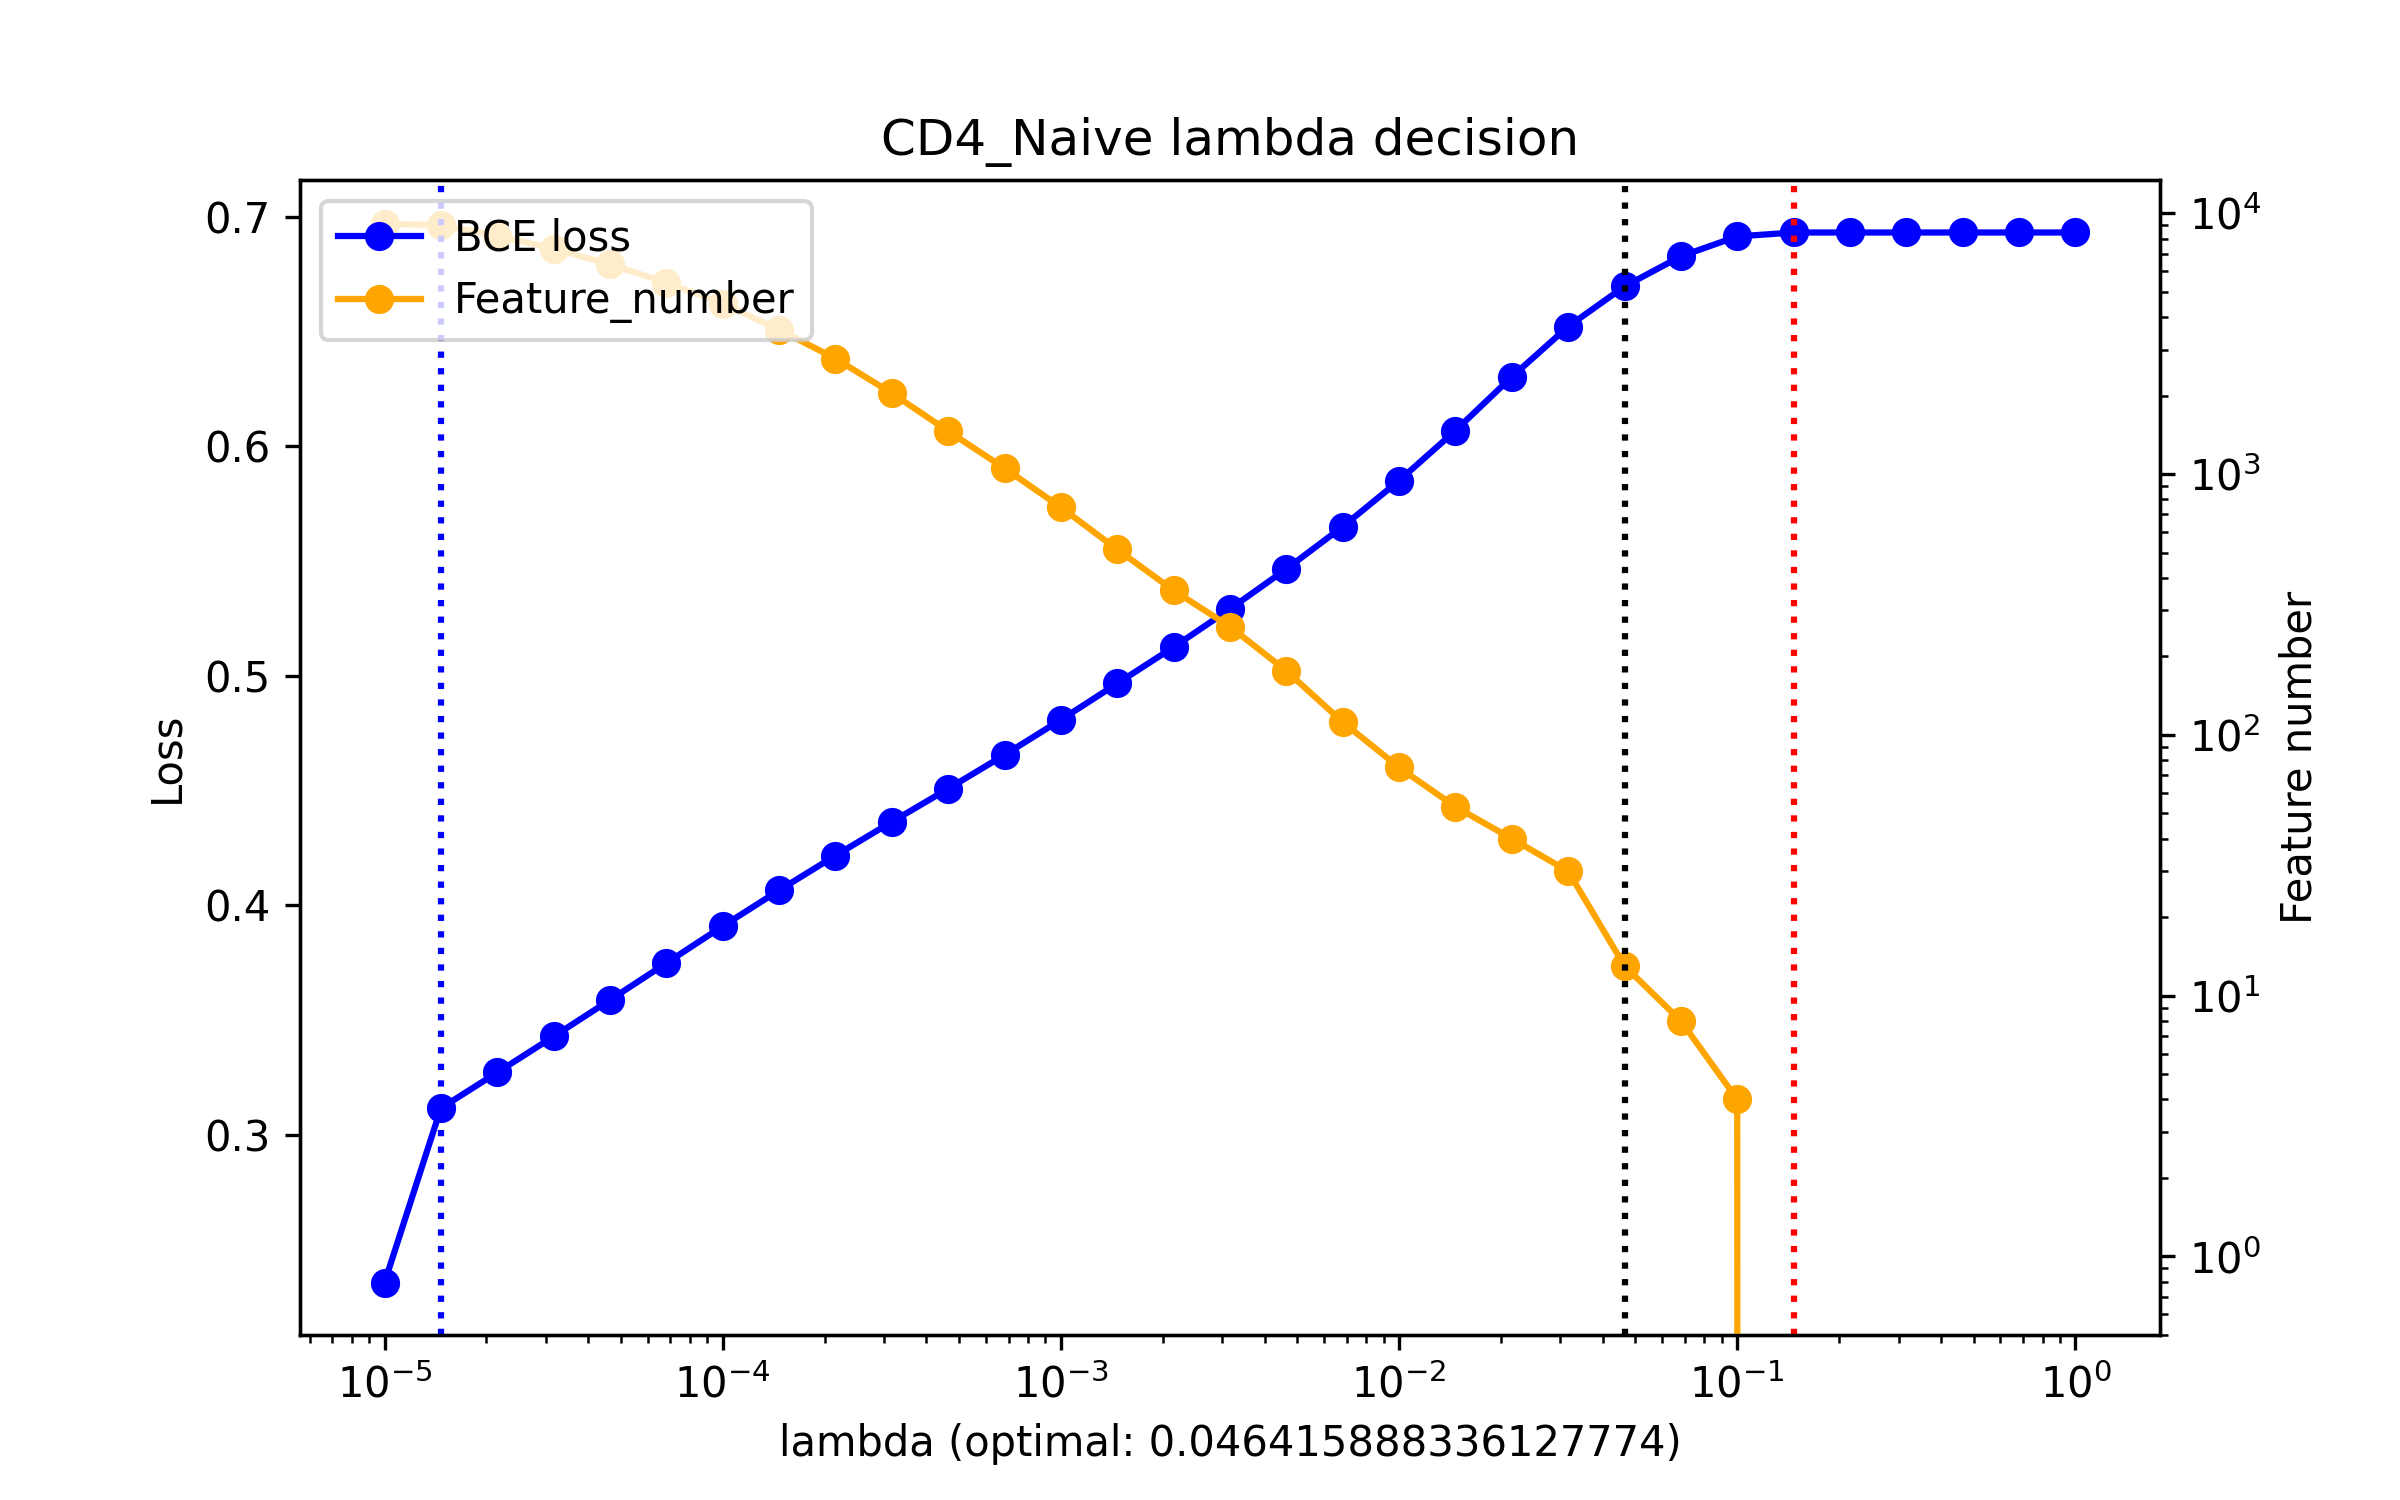 CD4_Naive lambda decision
BCE loss
Feature_number
0.7
0.6
0.5
0.4
0.3
Loss
10⁴
10³
10²
10¹
10⁰
Feature number
10⁻⁵ 10⁻⁴ 10⁻³ 10⁻² 10⁻¹ 10⁰
lambda (optimal: 0.046415888336127774)